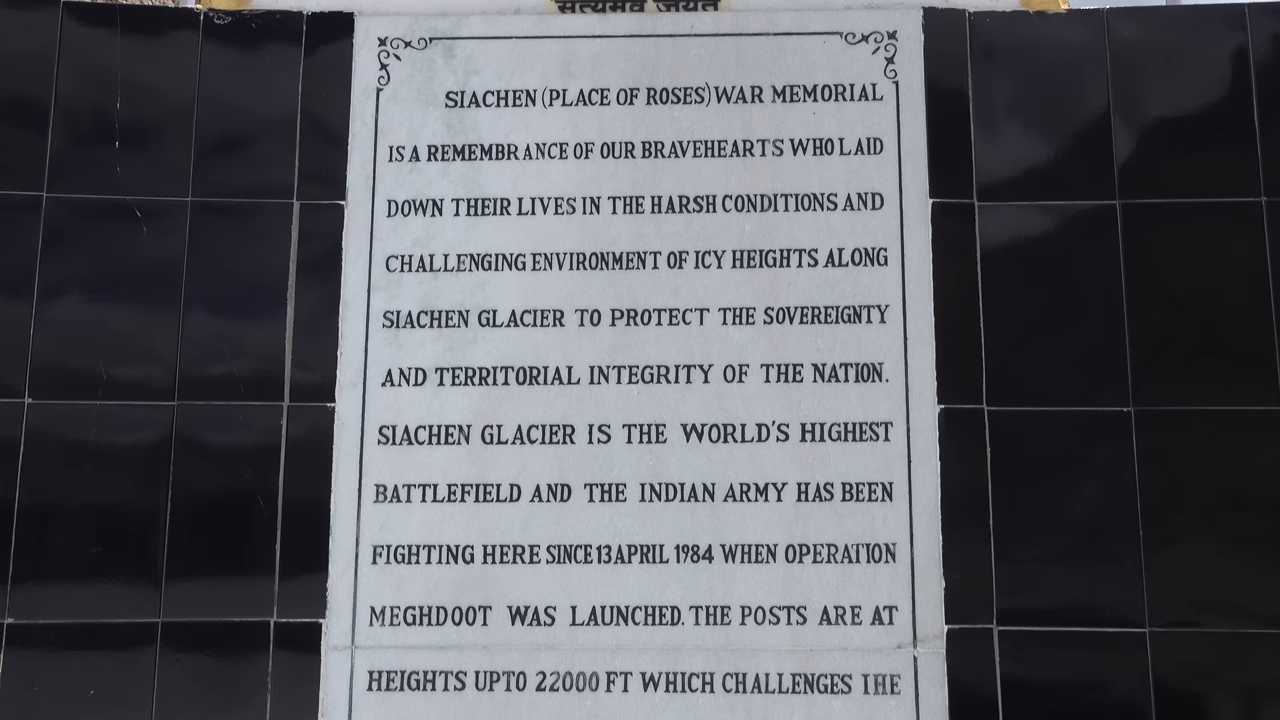 सत्यमेव जयते
SIACHEN (PLACE OF ROSES) WAR MEMORIAL
IS A REMEMBRANCE OF OUR BRAVEHEARTS WHO LAID
DOWN THEIR LIVES IN THE HARSH CONDITIONS AND
CHALLENGING ENVIRONMENT OF ICY HEIGHTS ALONG
SIACHEN GLACIER TO PROTECT THE SOVEREIGNTY
AND TERRITORIAL INTEGRITY OF THE NATION.
SIACHEN GLACIER IS THE WORLD'S HIGHEST
BATTLEFIELD AND THE INDIAN ARMY HAS BEEN
FIGHTING HERE SINCE 13 APRIL 1984 WHEN OPERATION
MEGHDOOT WAS LAUNCHED. THE POSTS ARE AT
HEIGHTS UPTO 22000 FT WHICH CHALLENGES THE